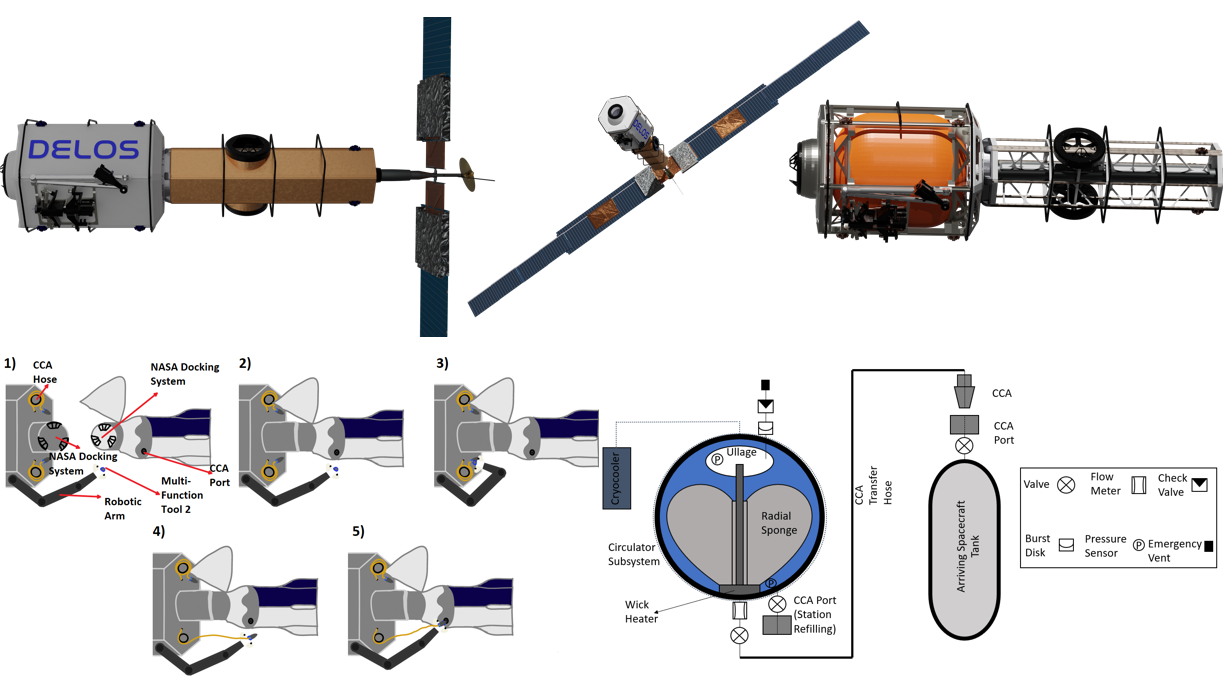 DELOS
DELOS
1)
CCA
Hose
NASA Docking
System
NASA Docking
System
CCA
Port
Multi-
Function
Tool 2
Robotic
Arm
2)
3)
4)
5)
Cryocooler
P
Ullage
Radial
Sponge
Circulator
Subsystem
P
Wick
Heater
CCA Port
(Station
Refilling)
CCA
Transfer
Hose
CCA
CCA
Port
Arriving Spacecraft
Tank
Valve
Flow
Meter
Check
Valve
Burst
Disk
Pressure
Sensor
P
Emergency
Vent